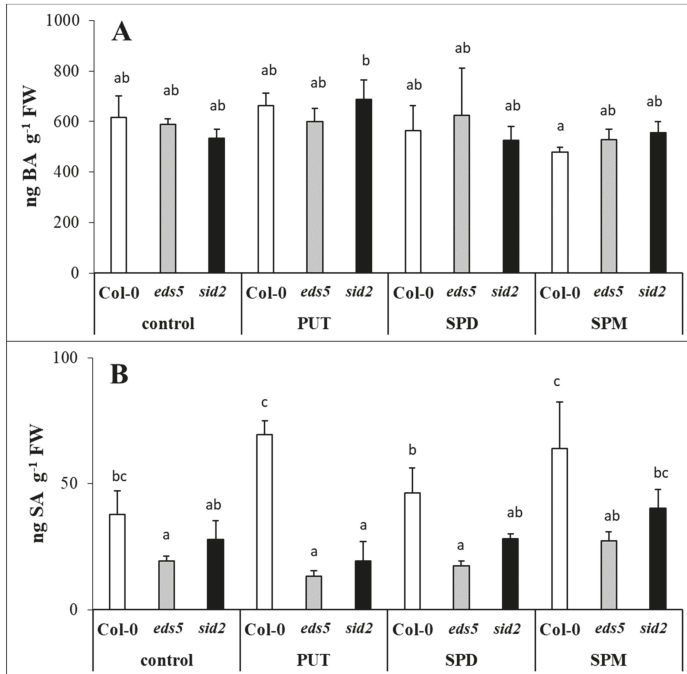 1000
A
b
ab
ab
ab
ab
ab
ab
ab
ab
ab
ab
a
800
600
400
200
0
ng BA g⁻¹ FW
Col-0 eds5 sid2 Col-0 eds5 sid2 Col-0 eds5 sid2 Col-0 eds5 sid2
control PUT SPD SPM
100
B
c
c
b
bc
bc
ab
ab
ab
a
a
a
a
50
0
ng SA g⁻¹ FW
Col-0 eds5 sid2 Col-0 eds5 sid2 Col-0 eds5 sid2 Col-0 eds5 sid2
control PUT SPD SPM